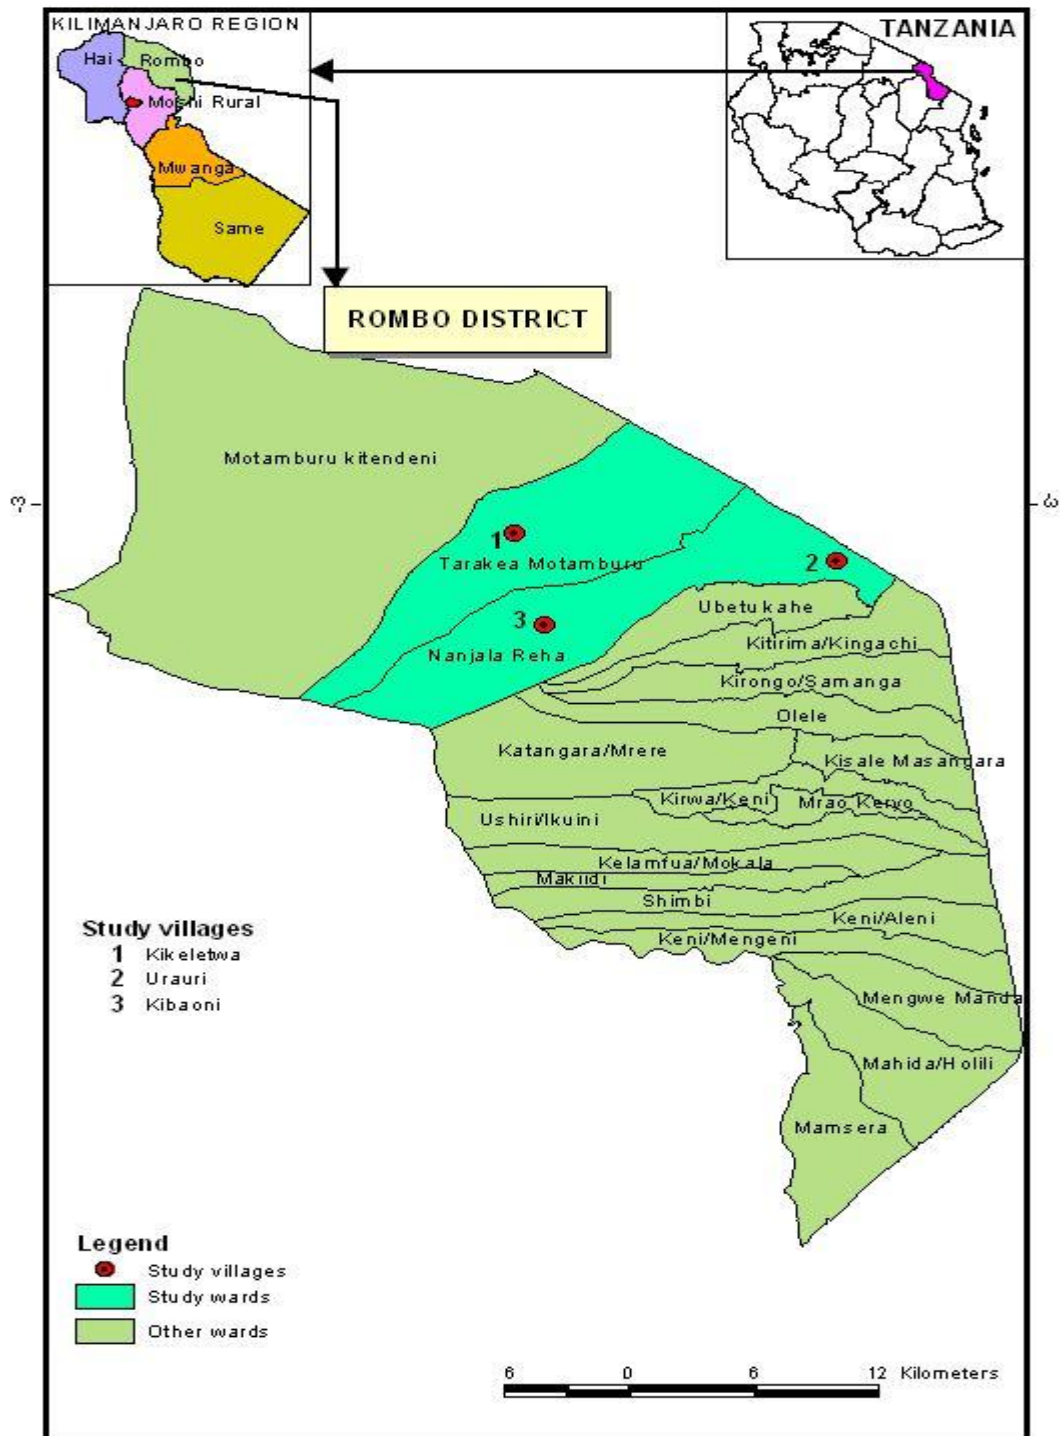 KILIMANJARO REGION
TANZANIA
Hai
Rombo
Moshi Rural
Mwanga
Same
ROMBO DISTRICT
Motamburu kitendeni
-3
-3
1
Tarakea Motamburu
2
3
Nanjala Reha
Ubetukahe
Kitirima/Kingachi
Kirongo/Samanga
Olele
Katangara/Mrere
Kisale Masangara
Kirwa/Keni
Mrao Keryo
Ushiri/Ikuini
Kelamfua/Mokala
Makiidi
Shimbi
Keni/Aleni
Keni/Mengeni
Mengwe Manda
Mahida/Holili
Mamsera
Study villages
1 Kikeletwa
2 Urauri
3 Kibaoni
Legend
Study villages
Study wards
Other wards
6 0 6 12 Kilometers